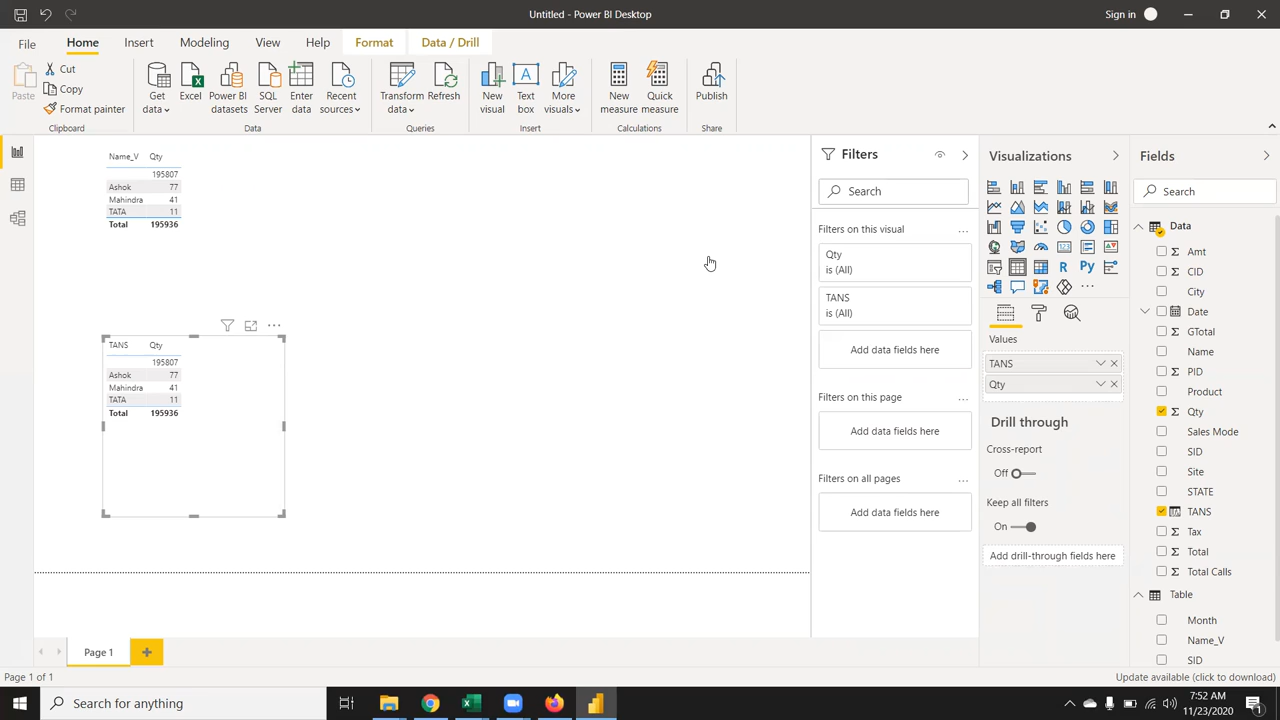 Untitled - Power BI Desktop
Sign in
File
Home
Insert
Modeling
View
Help
Format
Data / Drill
Paste
Cut
Copy
Format painter
Clipboard
Get data
Excel
Power BI datasets
SQL Server
Enter data
Recent sources
Data
Transform data
Refresh
Queries
New visual
Text box
More visuals
Insert
New measure
Quick measure
Calculations
Publish
Share
Name_V Qty
195807
Ashok 77
Mahindra 41
TATA 11
Total 195936
TANS Qty
195807
Ashok 77
Mahindra 41
TATA 11
Total 195936
Filters
Search
Filters on this visual
Qty
is (All)
TANS
is (All)
Add data fields here
Filters on this page
Add data fields here
Filters on all pages
Add data fields here
Visualizations
R
Py
Values
TANS
Qty
Drill through
Cross-report
Off
Keep all filters
On
Add drill-through fields here
Fields
Search
Data
Amt
CID
City
Date
GTotal
Name
PID
Product
Qty
Sales Mode
SID
Site
STATE
TANS
Tax
Total
Total Calls
Table
Month
Name_V
SID
Page 1
Page 1 of 1
Update available (click to download)
Search for anything
7:52 AM
11/23/2020